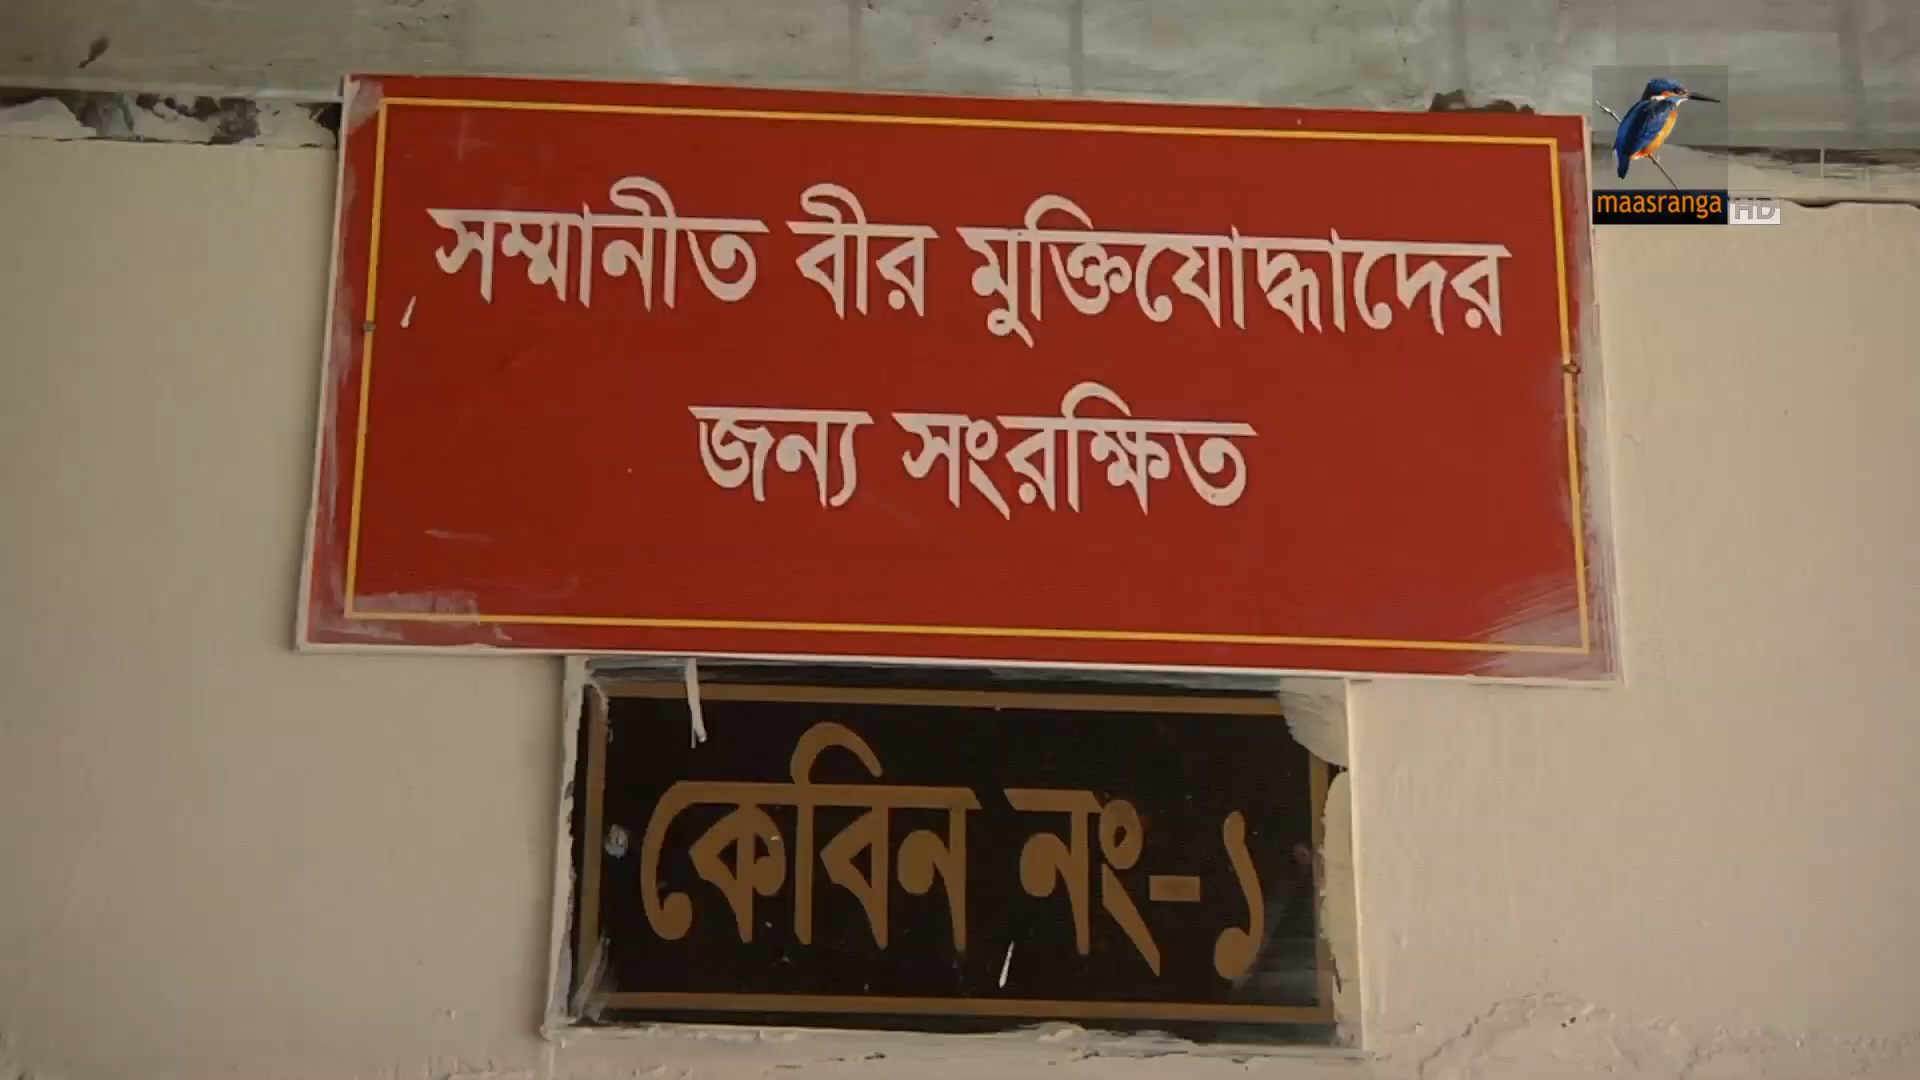 সম্মানীত বীর মুক্তিযোদ্ধাদের
জন্য সংরক্ষিত
কেবিন নং-১
maasranga HD